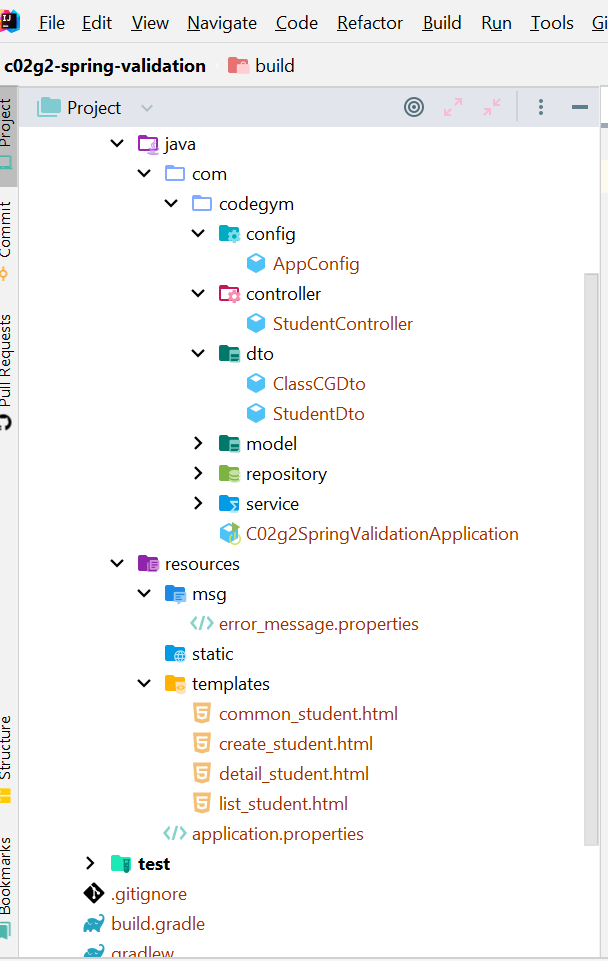 File Edit View Navigate Code Refactor Build Run Tools Gi
c02g2-spring-validation build
Project
Project
java
com
codegym
Commit
config
AppConfig
controller
StudentController
Pull Requests
dto
ClassCGDto
StudentDto
model
repository
service
C02g2SpringValidationApplication
resources
msg
error_message.properties
static
templates
common_student.html
Structure
create_student.html
detail_student.html
list_student.html
application.properties
test
Bookmarks
.gitignore
build.gradle
gradlew